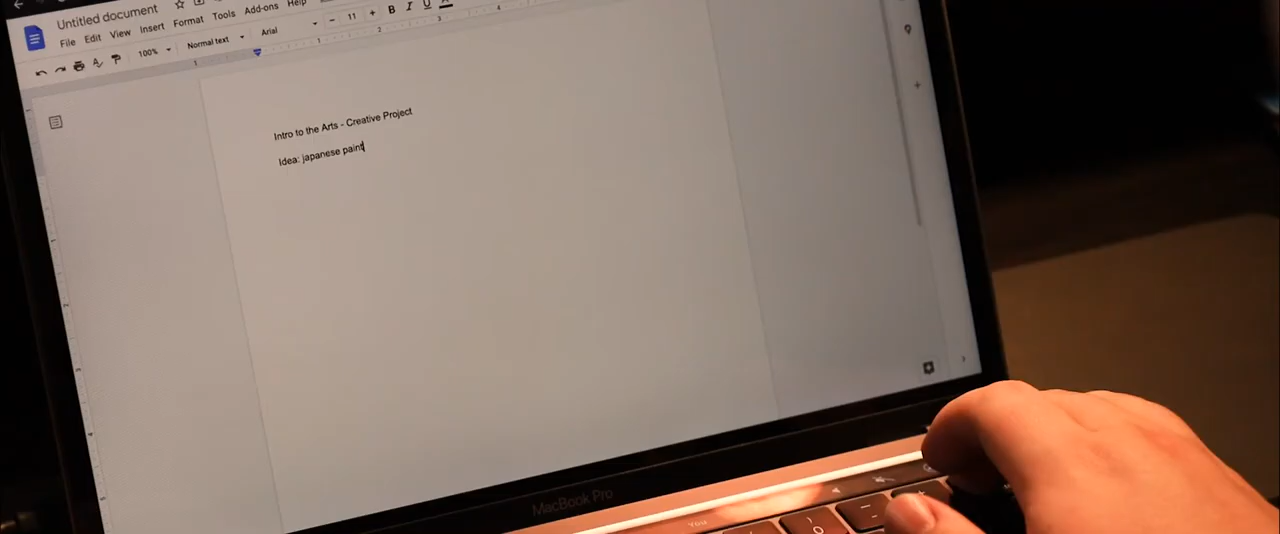 Untitled document
File Edit View Insert Format Tools Add-ons Help
100% Normal text Arial 11 B I U
Intro to the Arts - Creative Project
Idea: japanese paint
MacBook Pro
You